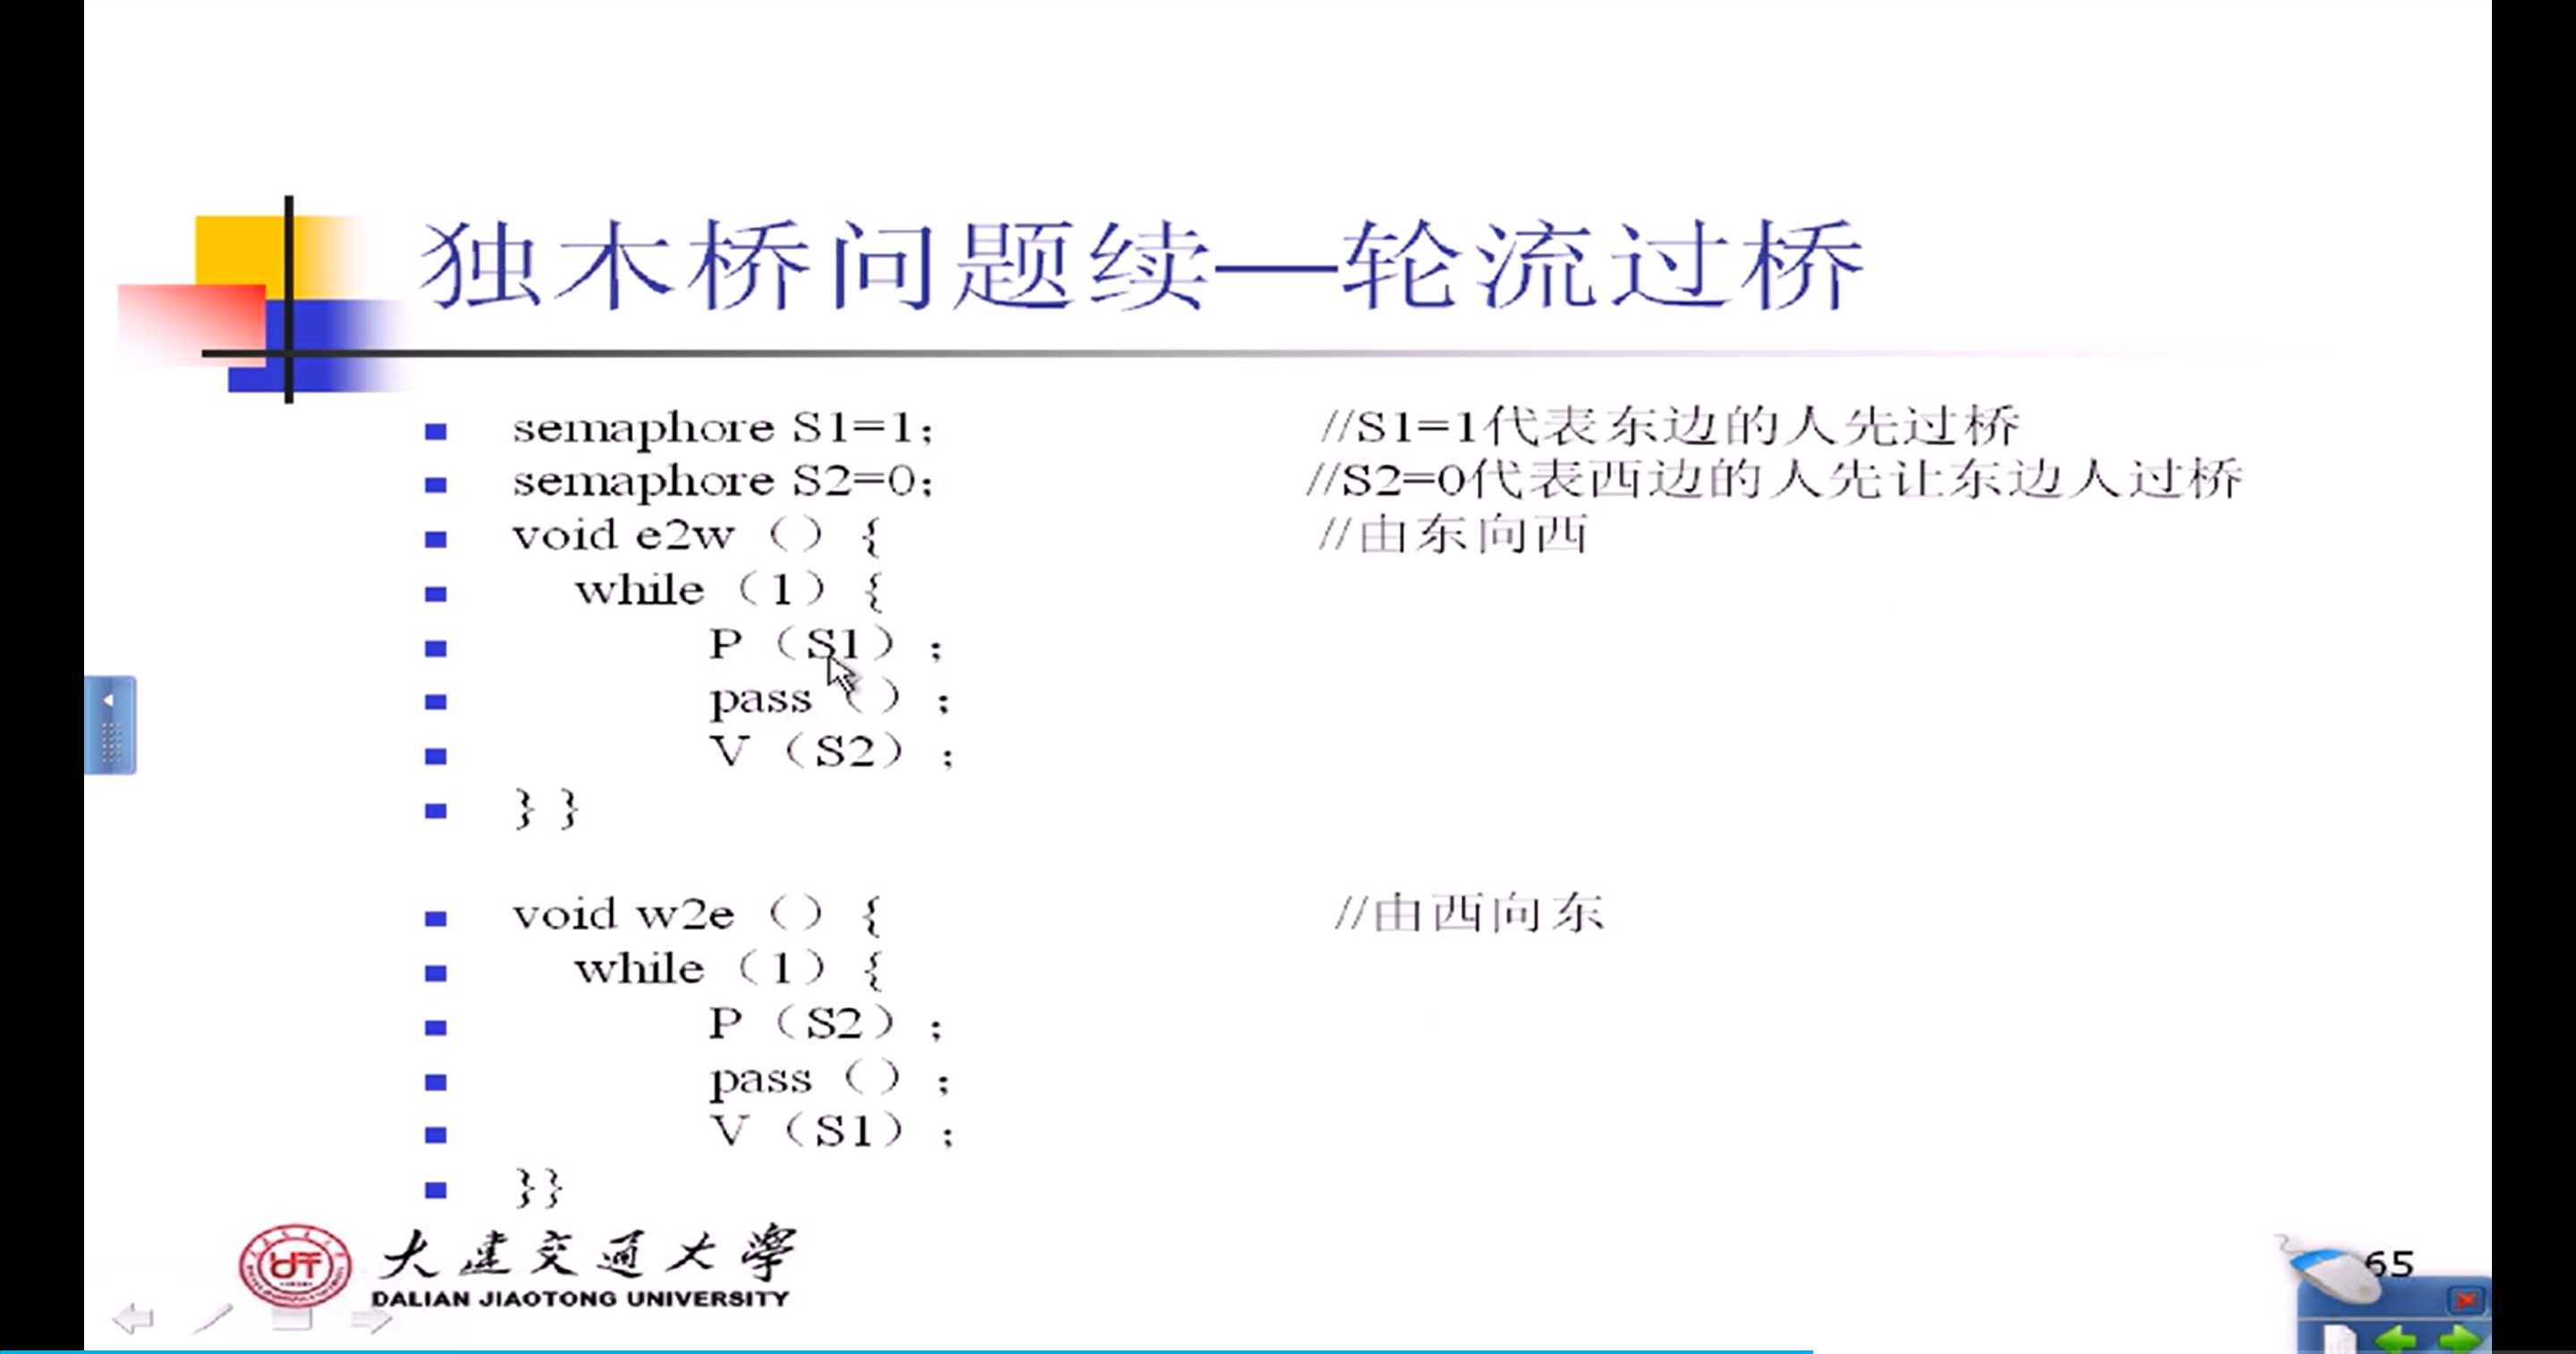 独木桥问题续—轮流过桥
semaphore S1=1; //S1=1代表东边的人先过桥
semaphore S2=0; //S2=0代表西边的人先让东边人过桥
void e2w （） { //由东向西
while （1） {
P （S1） ;
pass （） ;
V （S2） ;
} }
void w2e （） { //由西向东
while （1） {
P （S2） ;
pass （） ;
V （S1） ;
}}
大连交通大学
DALIAN JIAOTONG UNIVERSITY
65